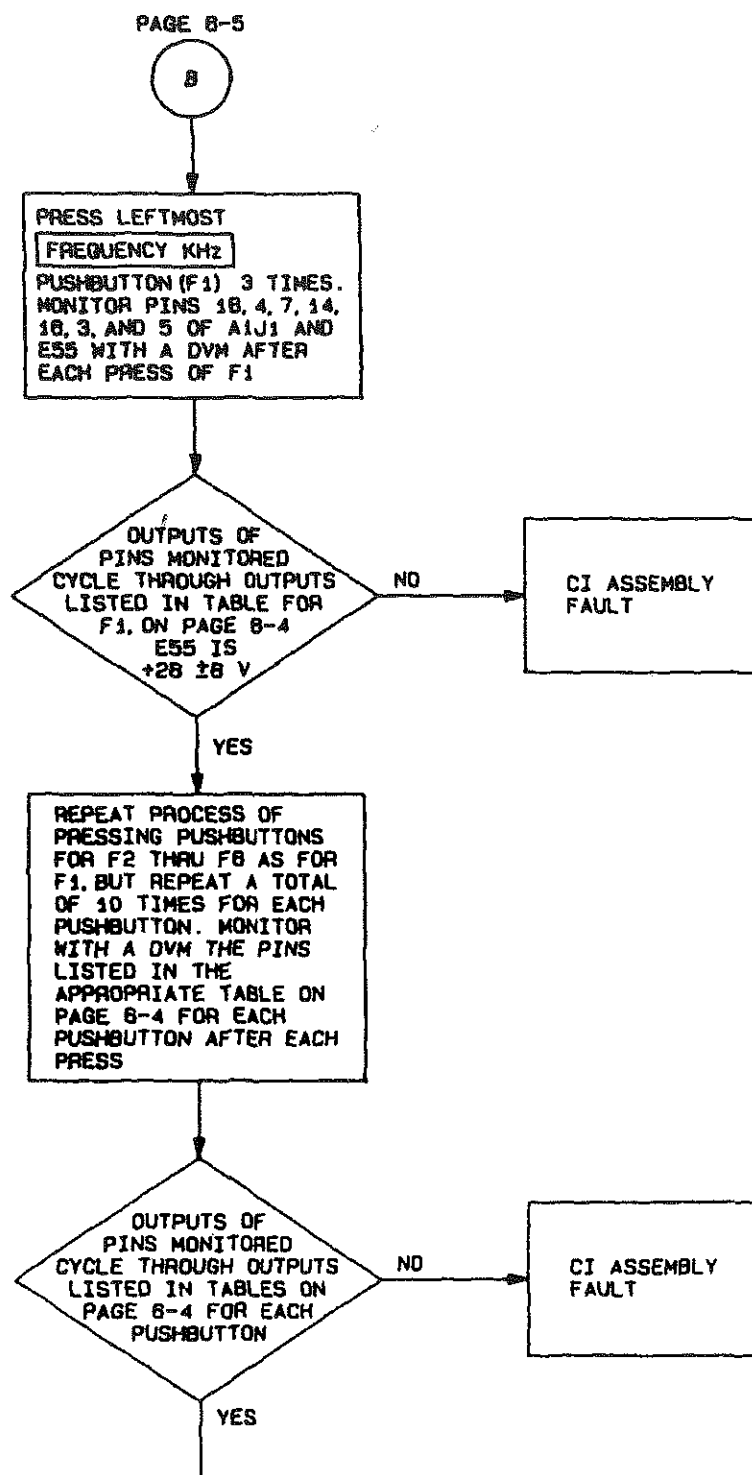 PAGE 6-5
B
PRESS LEFTMOST
FREQUENCY KHz
PUSHBUTTON (F1) 3 TIMES.
MONITOR PINS 18, 4, 7, 14,
16, 3, AND 5 OF A1J1 AND
E55 WITH A DVM AFTER
EACH PRESS OF F1
OUTPUTS OF
PINS MONITORED
CYCLE THROUGH OUTPUTS
LISTED IN TABLE FOR
F1, ON PAGE 6-4
E55 IS
+28 ±6 V
NO
CI ASSEMBLY
FAULT
YES
REPEAT PROCESS OF
PRESSING PUSHBUTTONS
FOR F2 THRU F6 AS FOR
F1, BUT REPEAT A TOTAL
OF 10 TIMES FOR EACH
PUSHBUTTON. MONITOR
WITH A DVM THE PINS
LISTED IN THE
APPROPRIATE TABLE ON
PAGE 6-4 FOR EACH
PUSHBUTTON AFTER EACH
PRESS
OUTPUTS OF
PINS MONITORED
CYCLE THROUGH OUTPUTS
LISTED IN TABLES ON
PAGE 6-4 FOR EACH
PUSHBUTTON
NO
CI ASSEMBLY
FAULT
YES